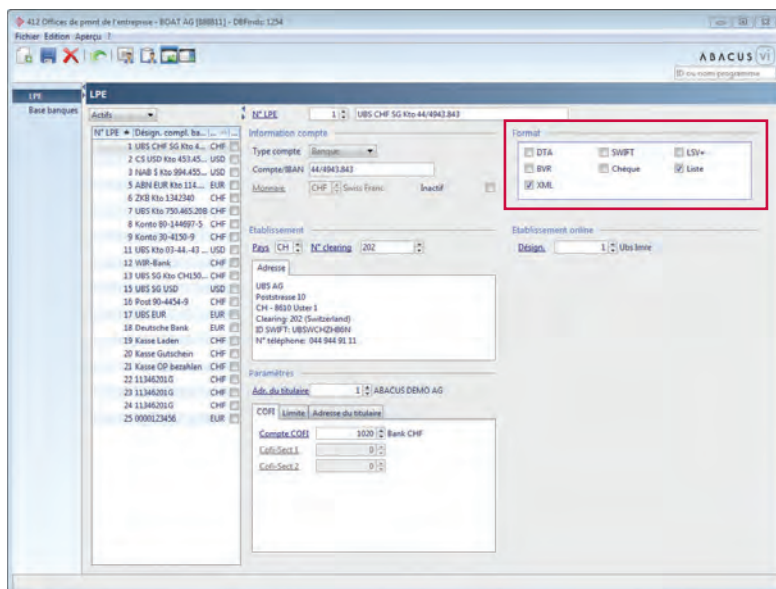 412 Offices de pmnt de l'entreprise - BOAT AG [888811] - DBFinds: 1254
Fichier Edition Aperçu ?
ABACUS vi
ID ou nom programme
LPE
Base banques
LPE
Actifs
N° LPE Désign. compl. ba... ... ...
1 UBS CHF SG Kto 4... CHF
2 CS USD Kto 453.45... USD
3 NAB $ Kto 994.455... USD
5 ABN EUR Kto 114.... EUR
6 ZKB Kto 1342340 CHF
7 UBS Kto 750.465.20B CHF
8 Konto 80-144697-5 CHF
9 Konto 30-4150-9 CHF
11 UBS Kto 03-44.-43 ... USD
12 WIR-Bank CHF
13 UBS SG Kto CH150... CHF
15 UBS SG USD USD
16 Post 90-4454-9 CHF
17 UBS EUR EUR
18 Deutsche Bank EUR
19 Kasse Laden CHF
20 Kasse Gutschein CHF
21 Kasse OP bezahlen CHF
22 11346201G CHF
23 11346201G CHF
24 11346201G CHF
25 0000123456 EUR
N° LPE 1 UBS CHF SG Kto 44/4943.843
Information compte
Type compte Banque
Compte/IBAN 44/4943.843
Monnaie CHF Swiss Franc Inactif
Format
DTA SWIFT LSV+
BVR Chèque Liste
XML
Etablissement
Pays CH N° clearing 202
Adresse
UBS AG
Poststrasse 10
CH - 8610 Uster 1
Clearing: 202 (Switzerland)
ID SWIFT: UBSWCHZH86N
N° téléphone: 044 944 91 11
Etablissement online
Désign. 1 Ubs limre
Paramètres
Adr. du titulaire 1 ABACUS DEMO AG
COFI Limite Adresse du titulaire
Compte COFI 1020 Bank CHF
Cofi-Sect 1 0
Cofi-Sect 2 0